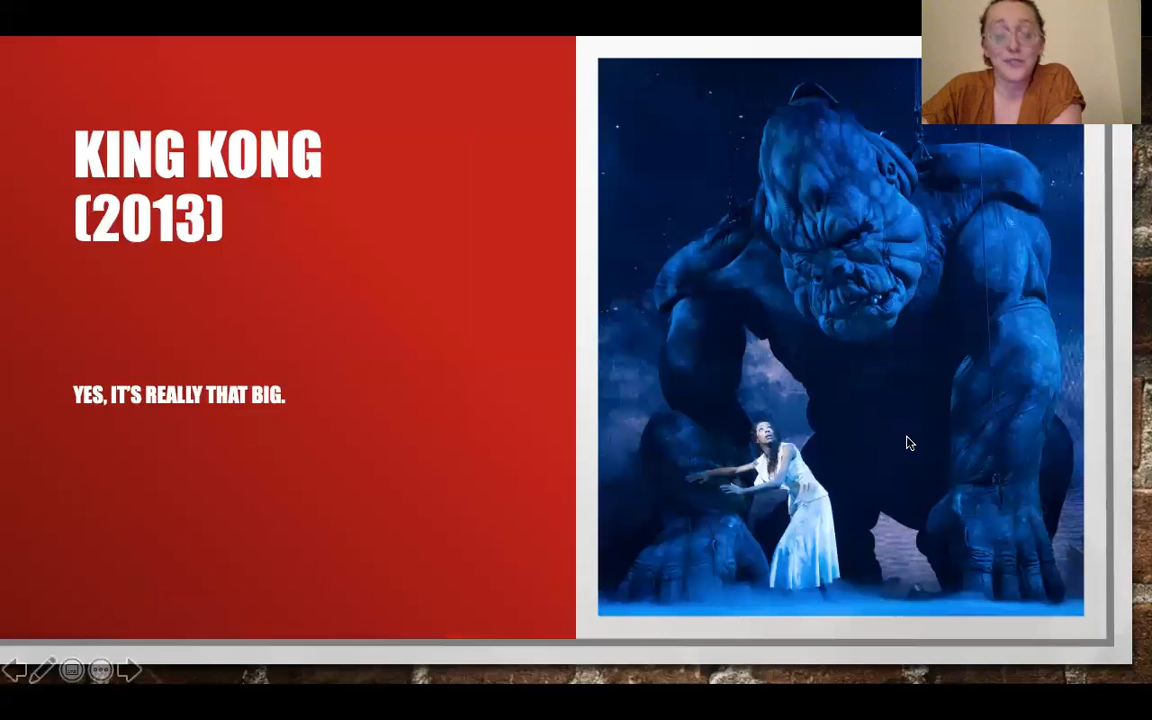 KING KONG
(2013)
YES, IT'S REALLY THAT BIG.